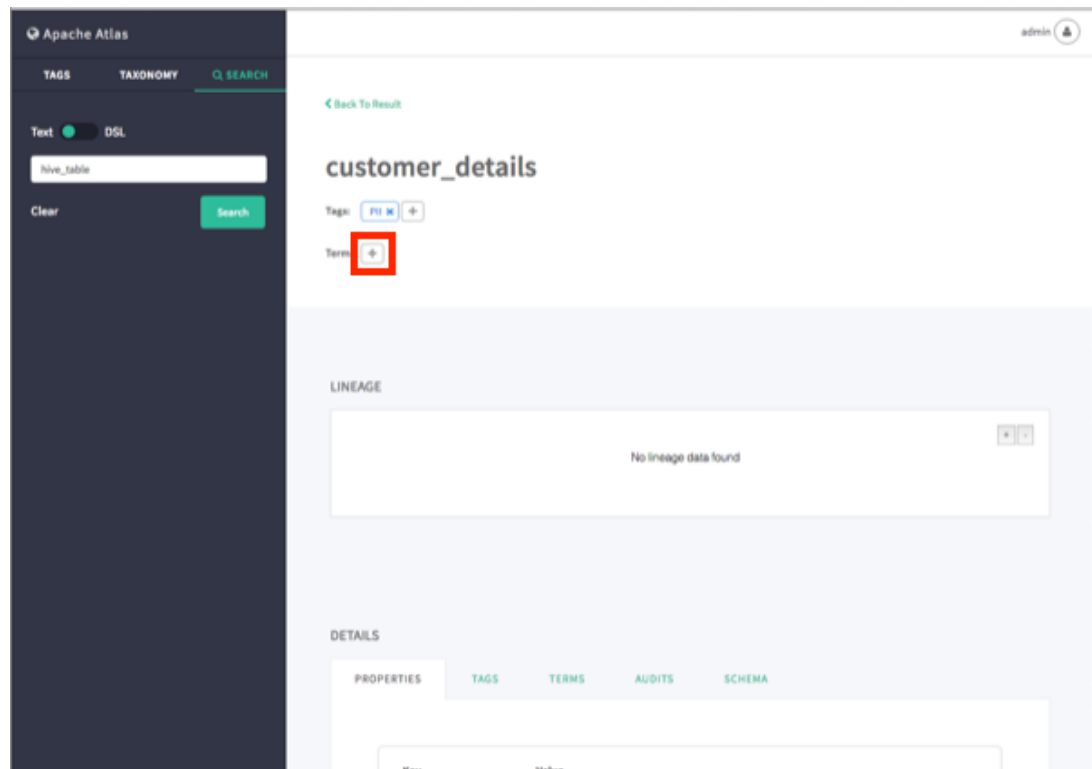 Apache Atlas
admin
TAGS TAXONOMY SEARCH
Back To Result
Text DSL
hive_table
customer_details
Clear Search
Tags: PII × +
Term +
LINEAGE
+ -
No lineage data found
DETAILS
PROPERTIES TAGS TERMS AUDITS SCHEMA